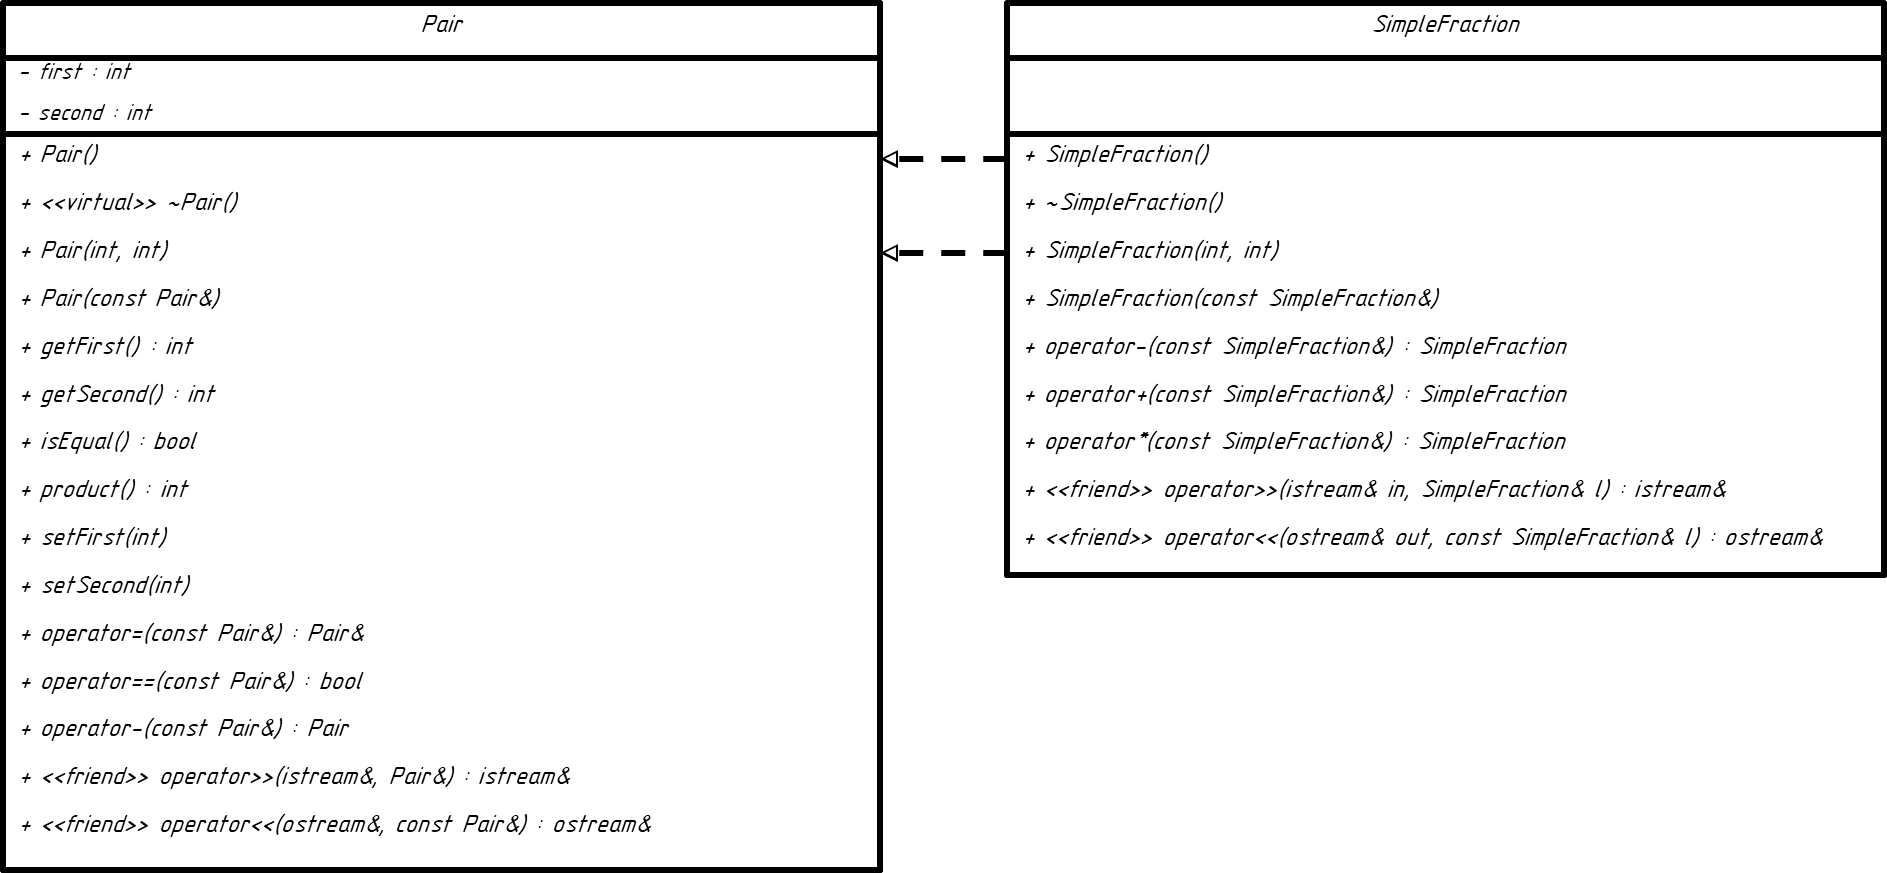 Pair
- first : int
- second : int
+ Pair()
+ <<virtual>> ~Pair()
+ Pair(int, int)
+ Pair(const Pair&)
+ getFirst() : int
+ getSecond() : int
+ isEqual() : bool
+ product() : int
+ setFirst(int)
+ setSecond(int)
+ operator=(const Pair&) : Pair&
+ operator==(const Pair&) : bool
+ operator-(const Pair&) : Pair
+ <<friend>> operator>>(istream&, Pair&) : istream&
+ <<friend>> operator<<(ostream&, const Pair&) : ostream&
SimpleFraction
+ SimpleFraction()
+ ~SimpleFraction()
+ SimpleFraction(int, int)
+ SimpleFraction(const SimpleFraction&)
+ operator-(const SimpleFraction&) : SimpleFraction
+ operator+(const SimpleFraction&) : SimpleFraction
+ operator*(const SimpleFraction&) : SimpleFraction
+ <<friend>> operator>>(istream& in, SimpleFraction& l) : istream&
+ <<friend>> operator<<(ostream& out, const SimpleFraction& l) : ostream&